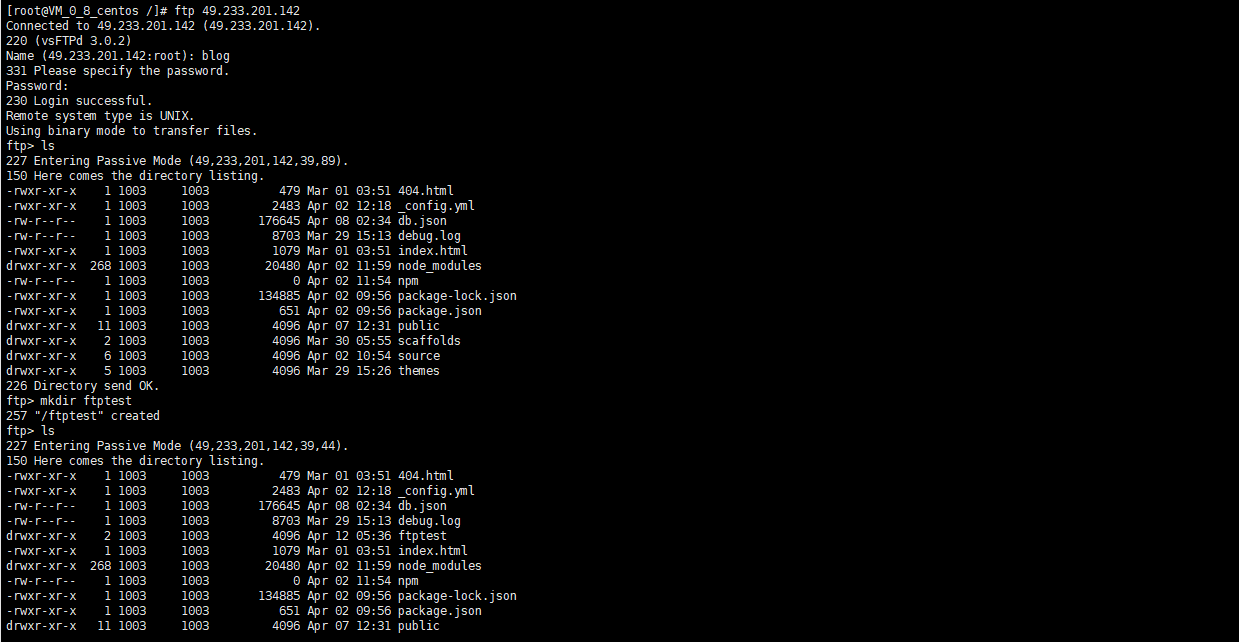 [root@VM_0_8_centos /]# ftp 49.233.201.142
Connected to 49.233.201.142 (49.233.201.142).
220 (vsFTPd 3.0.2)
Name (49.233.201.142:root): blog
331 Please specify the password.
Password:
230 Login successful.
Remote system type is UNIX.
Using binary mode to transfer files.
ftp> ls
227 Entering Passive Mode (49,233,201,142,39,89).
150 Here comes the directory listing.
-rwxr-xr-x    1 1003     1003          479 Mar 01 03:51 404.html
-rwxr-xr-x    1 1003     1003         2483 Apr 02 12:18 _config.yml
-rw-r--r--    1 1003     1003       176645 Apr 08 02:34 db.json
-rw-r--r--    1 1003     1003         8703 Mar 29 15:13 debug.log
-rwxr-xr-x    1 1003     1003         1079 Mar 01 03:51 index.html
drwxr-xr-x  268 1003     1003        20480 Apr 02 11:59 node_modules
-rw-r--r--    1 1003     1003            0 Apr 02 11:54 npm
-rwxr-xr-x    1 1003     1003       134885 Apr 02 09:56 package-lock.json
-rwxr-xr-x    1 1003     1003          651 Apr 02 09:56 package.json
drwxr-xr-x   11 1003     1003         4096 Apr 07 12:31 public
drwxr-xr-x    2 1003     1003         4096 Mar 30 05:55 scaffolds
drwxr-xr-x    6 1003     1003         4096 Apr 02 10:54 source
drwxr-xr-x    5 1003     1003         4096 Mar 29 15:26 themes
226 Directory send OK.
ftp> mkdir ftptest
257 "/ftptest" created
ftp> ls
227 Entering Passive Mode (49,233,201,142,39,44).
150 Here comes the directory listing.
-rwxr-xr-x    1 1003     1003          479 Mar 01 03:51 404.html
-rwxr-xr-x    1 1003     1003         2483 Apr 02 12:18 _config.yml
-rw-r--r--    1 1003     1003       176645 Apr 08 02:34 db.json
-rw-r--r--    1 1003     1003         8703 Mar 29 15:13 debug.log
drwxr-xr-x    2 1003     1003         4096 Apr 12 05:36 ftptest
-rwxr-xr-x    1 1003     1003         1079 Mar 01 03:51 index.html
drwxr-xr-x  268 1003     1003        20480 Apr 02 11:59 node_modules
-rw-r--r--    1 1003     1003            0 Apr 02 11:54 npm
-rwxr-xr-x    1 1003     1003       134885 Apr 02 09:56 package-lock.json
-rwxr-xr-x    1 1003     1003          651 Apr 02 09:56 package.json
drwxr-xr-x   11 1003     1003         4096 Apr 07 12:31 public